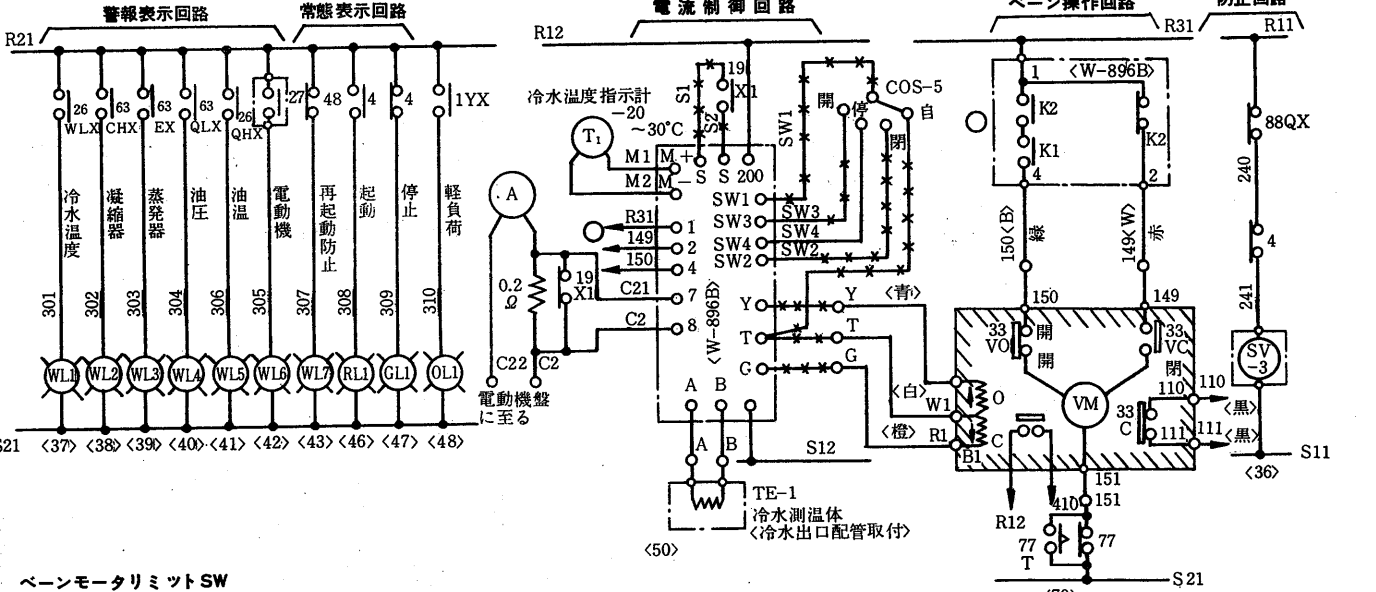 警報表示回路
常態表示回路
電流制御回路
ベーン操作回路
防止回路
R21
R12
R31
R11
26
WLX
63
CHX
63
EX
63
QLX
26
QHX
27
48
4
4
1YX
冷水温度
凝縮器
蒸発器
油圧
油温
電動機
再起動防止
起動
停止
軽負荷
301
302
303
304
306
305
307
308
309
310
WL1
WL2
WL3
WL4
WL5
WL6
WL7
RL1
GL1
OL1
S21
〈37〉
〈38〉
〈39〉
〈40〉
〈41〉
〈42〉
〈43〉
〈46〉
〈47〉
〈48〉
冷水温度指示計
-20
~30℃
T1
M1
M2
M+
M-
A
0.2
Ω
19
X1
C21
C2
C22
C2
電動機盤
に至る
R31
149
150
1
2
4
7
8
S1
S2
19
X1
S
S
200
SW1
SW3
SW4
SW2
Y
T
G
〈W-896B〉
A
B
A
B
SW1
SW3
SW4
SW2
COS-5
開
停
閉
自
Y
T
G
〈青〉
〈白〉
〈橙〉
W1
R1
B1
O
C
S12
TE-1
冷水測温体
〈冷水出口配管取付〉
〈50〉
1
〈W-896B〉
K2
K1
K2
4
2
150〈B〉
緑
149〈W〉
赤
150
149
33
VO
開
開
33
VC
閉
VM
33
C
110
111
110
111
〈黒〉
〈黒〉
R12
410
151
151
77
T
77
S21
88QX
240
4
241
SV
-3
S11
〈36〉
ベーンモータリミットSW